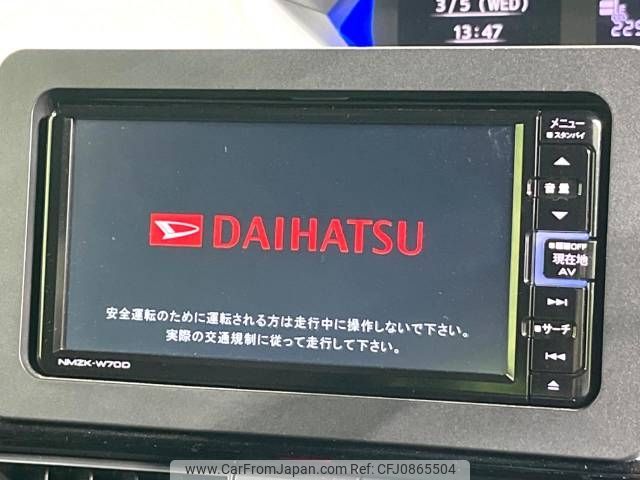 3/5 (WED)
13:47
229
メニュー
スタンバイ
音量
DAIHATSU
画面OFF
現在地
AV
安全運転のために運転される方は走行中に操作しないで下さい。
実際の交通規制に従って走行して下さい。
サーチ
NMZK-W70D
www.CarFromJapan.com | Ref.No CFJ0865504